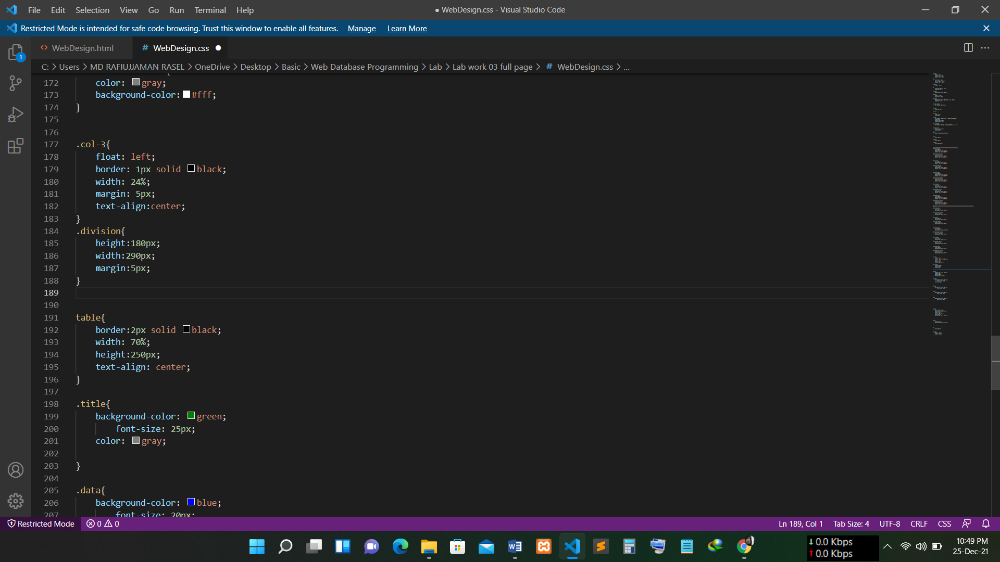 File Edit Selection View Go Run Terminal Help
● WebDesign.css - Visual Studio Code
Restricted Mode is intended for safe code browsing. Trust this window to enable all features. Manage Learn More
WebDesign.html # WebDesign.css ●
1
C: > Users > MD RAFIUJJAMAN RASEL > OneDrive > Desktop > Basic > Web Database Programming > Lab > Lab work 03 full page > # WebDesign.css > ...
172 color: gray;
173 background-color: #fff;
174 }
175
176
177 .col-3{
178 float: left;
179 border: 1px solid black;
180 width: 24%;
181 margin: 5px;
182 text-align:center;
183 }
184 .division{
185 height:180px;
186 width:290px;
187 margin:5px;
188 }
189
190
191 table{
192 border:2px solid black;
193 width: 70%;
194 height:250px;
195 text-align: center;
196 }
197
198 .title{
199 background-color: green;
200 font-size: 25px;
201 color: gray;
202
203 }
204
205 .data{
206 background-color: blue;
207 font-size: 20px;
Restricted Mode 0 0 Ln 189, Col 1 Tab Size: 4 UTF-8 CRLF CSS
↓ 0.0 Kbps
↑ 0.0 Kbps
10:49 PM
25-Dec-21